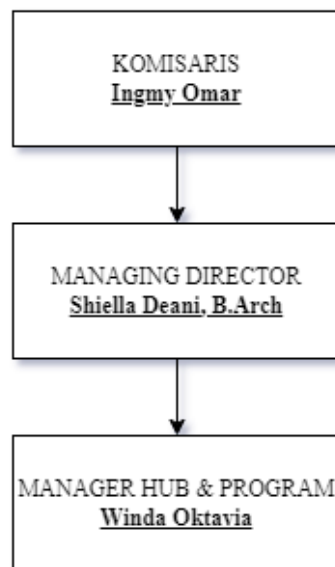 KOMISARIS
Ingmy Omar
MANAGING DIRECTOR
Shiella Deani, B.Arch
MANAGER HUB & PROGRAM
Winda Oktavia